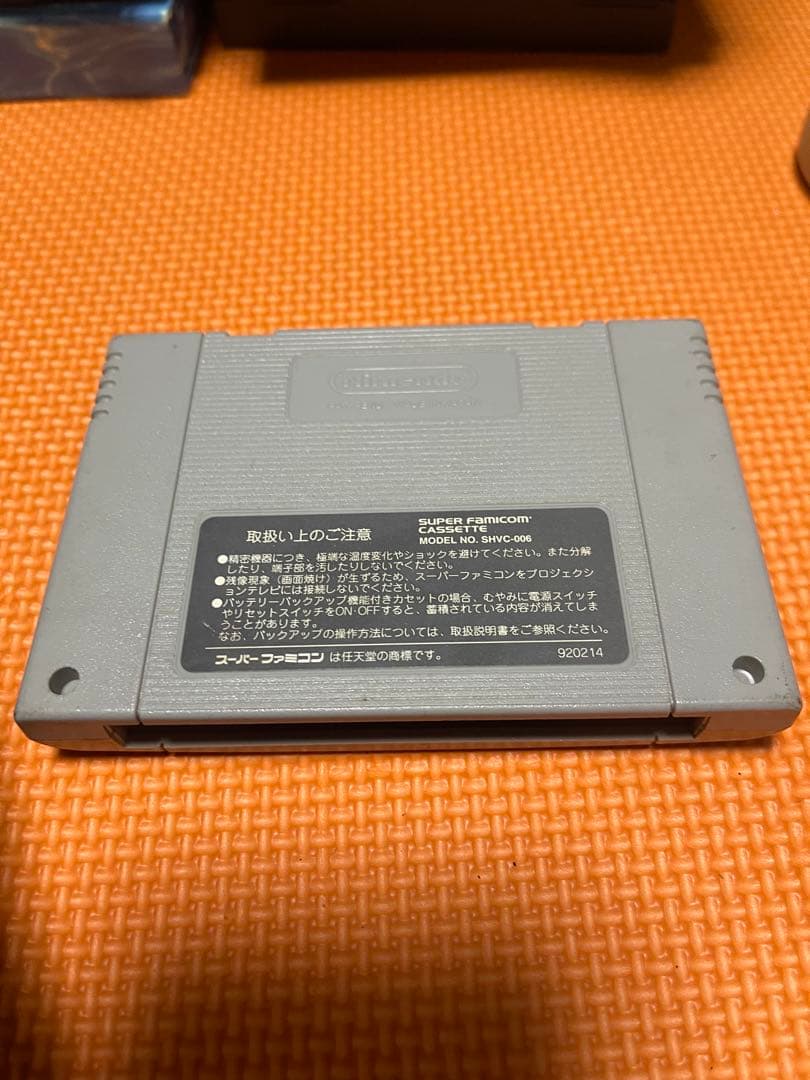 Nintendo
取扱い上のご注意
SUPER FAMICOM
CASSETTE
MODEL NO. SHVC-006
●精密機器につき、極端な温度変化やショックを避けてください。また分解
したり、端子部を汚したりしないでください。
●残像現象(画面焼け)が生ずるため、スーパーファミコンをプロジェクシ
ョンテレビには接続しないでください。
●バッテリーバックアップ機能付きカセットの場合、むやみに電源スイッチ
やリセットスイッチをON・OFFすると、蓄積されている内容が消えてしま
うことがあります。
なお、バックアップの操作方法については、取扱説明書をご参照ください。
スーパーファミコン は任天堂の商標です。
920214